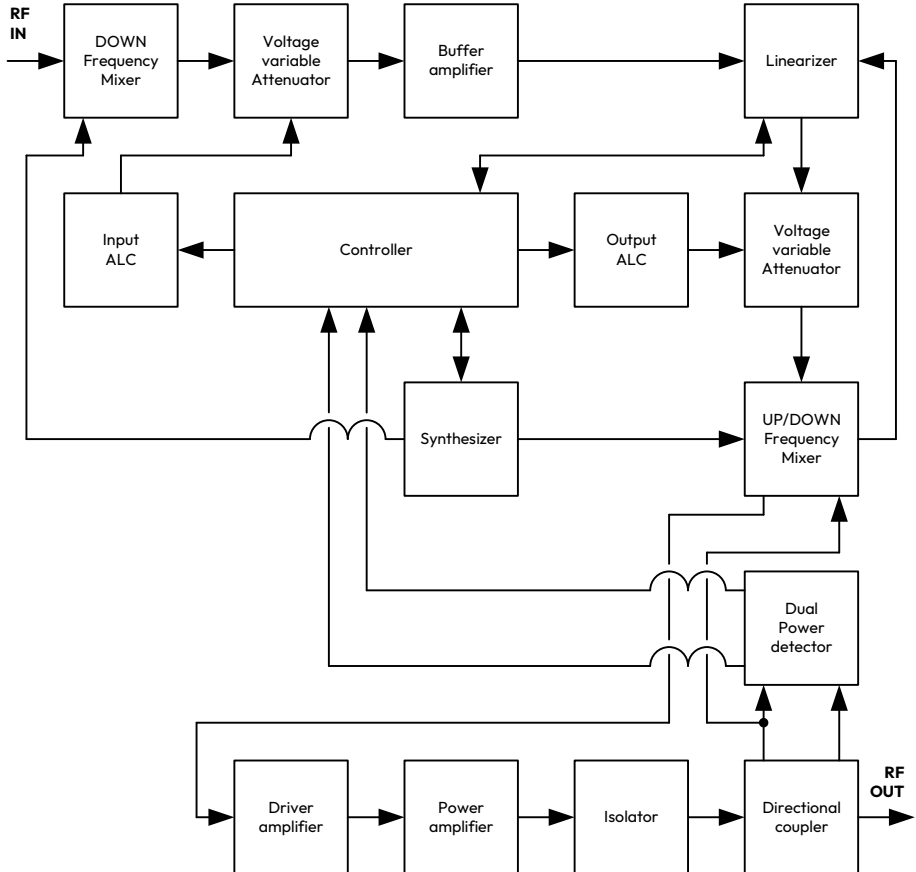 RF
IN
DOWN
Frequency
Mixer
Voltage
variable
Attenuator
Buffer
amplifier
Linearizer
Input
ALC
Controller
Output
ALC
Voltage
variable
Attenuator
Synthesizer
UP/DOWN
Frequency
Mixer
Dual
Power
detector
Driver
amplifier
Power
amplifier
Isolator
Directional
coupler
RF
OUT